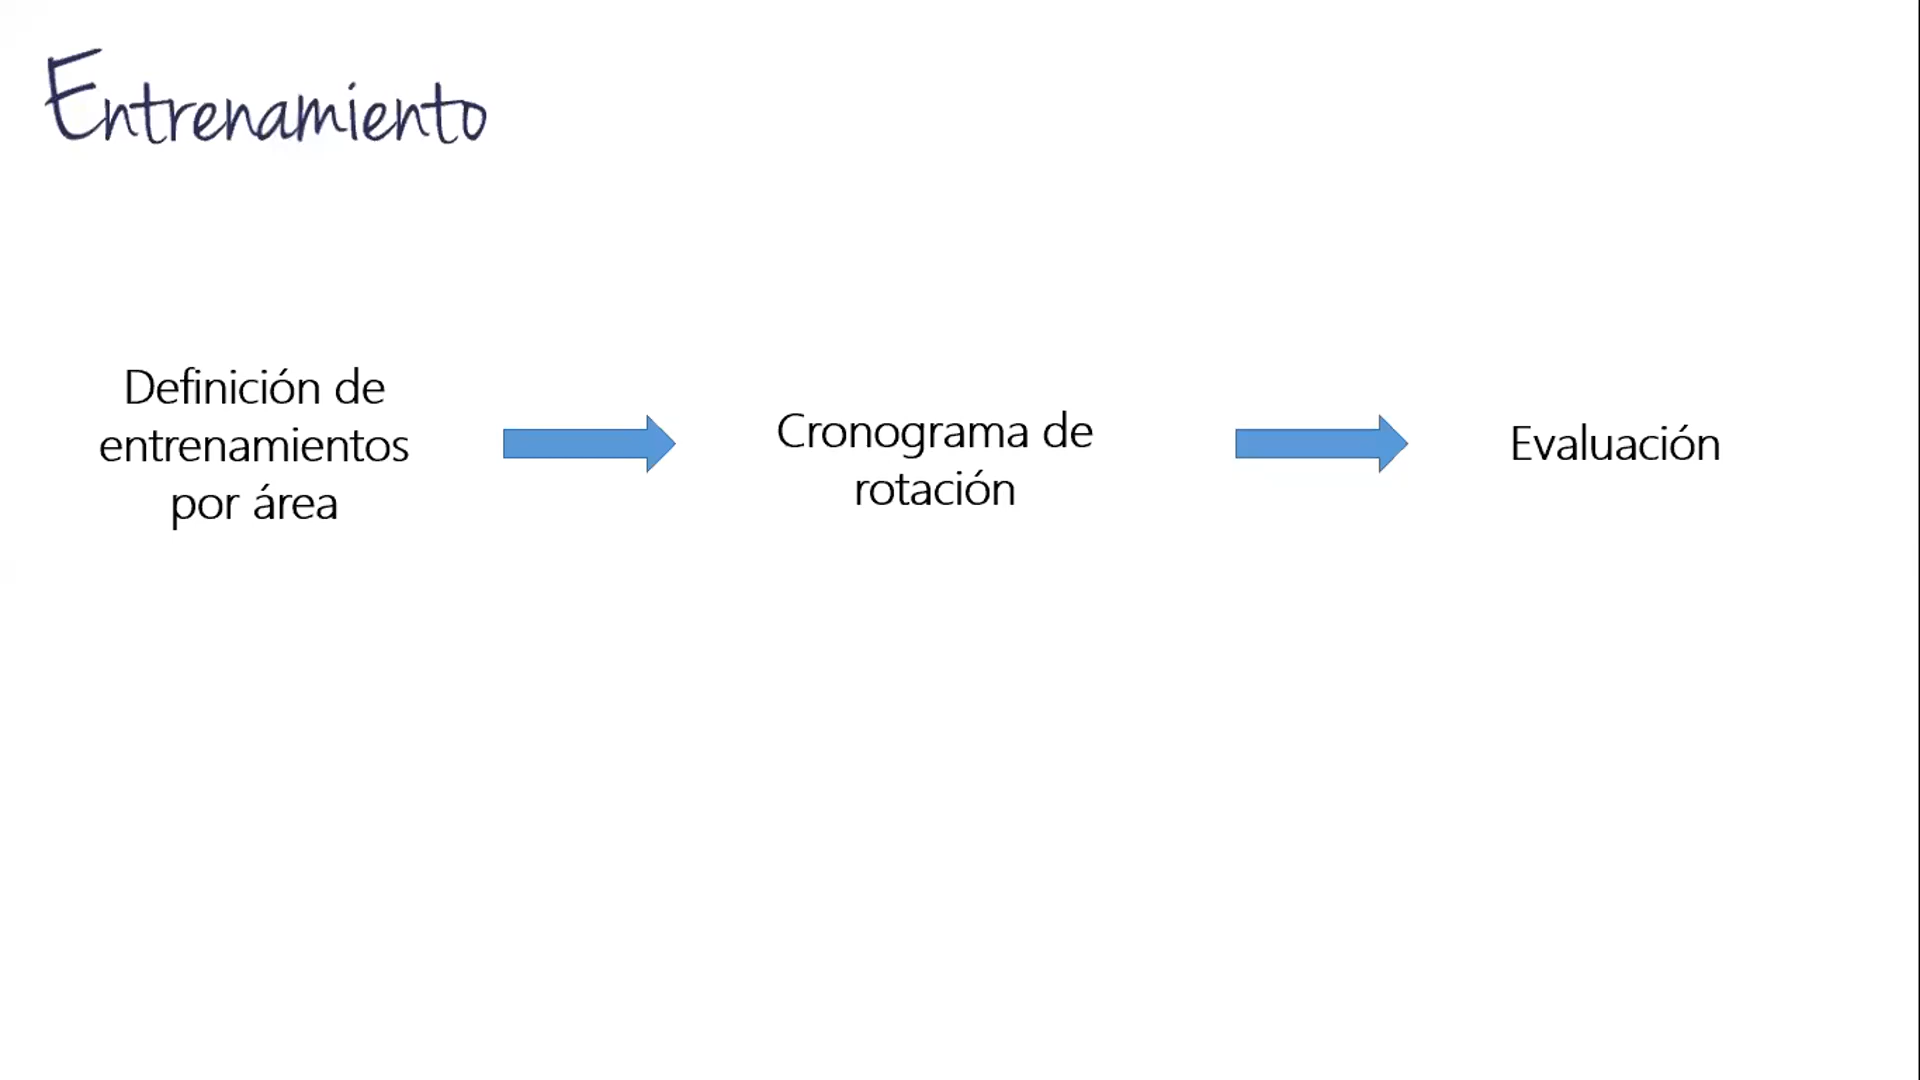 Entrenamiento
Definición de
entrenamientos
por área
Cronograma de
rotación
Evaluación